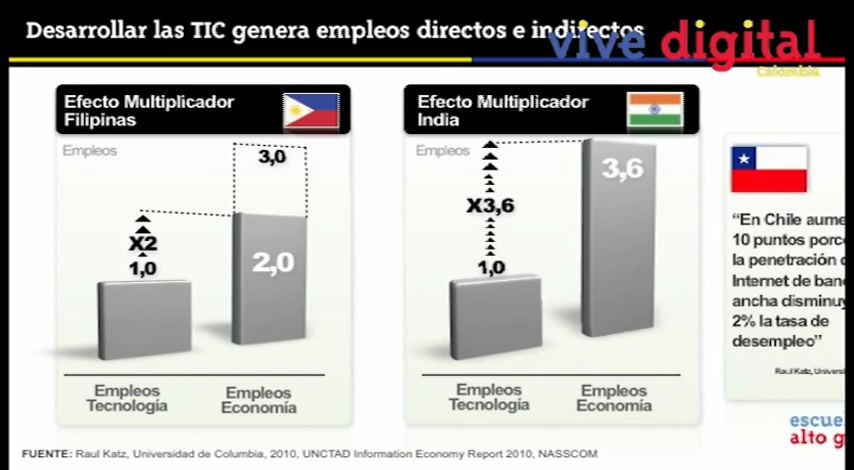 Desarrollar las TIC genera empleos directos e indirectos
vive digital
Colombia
Efecto Multiplicador
Filipinas
Empleos
3,0
X2
1,0
2,0
Empleos
Tecnología
Empleos
Economía
Efecto Multiplicador
India
Empleos
3,6
X3,6
1,0
Empleos
Tecnología
Empleos
Economía
“En Chile aume
10 puntos porc
la penetración
Internet de ban
ancha disminuy
2% la tasa de
desempleo”
Raul Katz, Univers
escue
alto g
FUENTE: Raul Katz, Universidad de Columbia, 2010, UNCTAD Information Economy Report 2010, NASSCOM